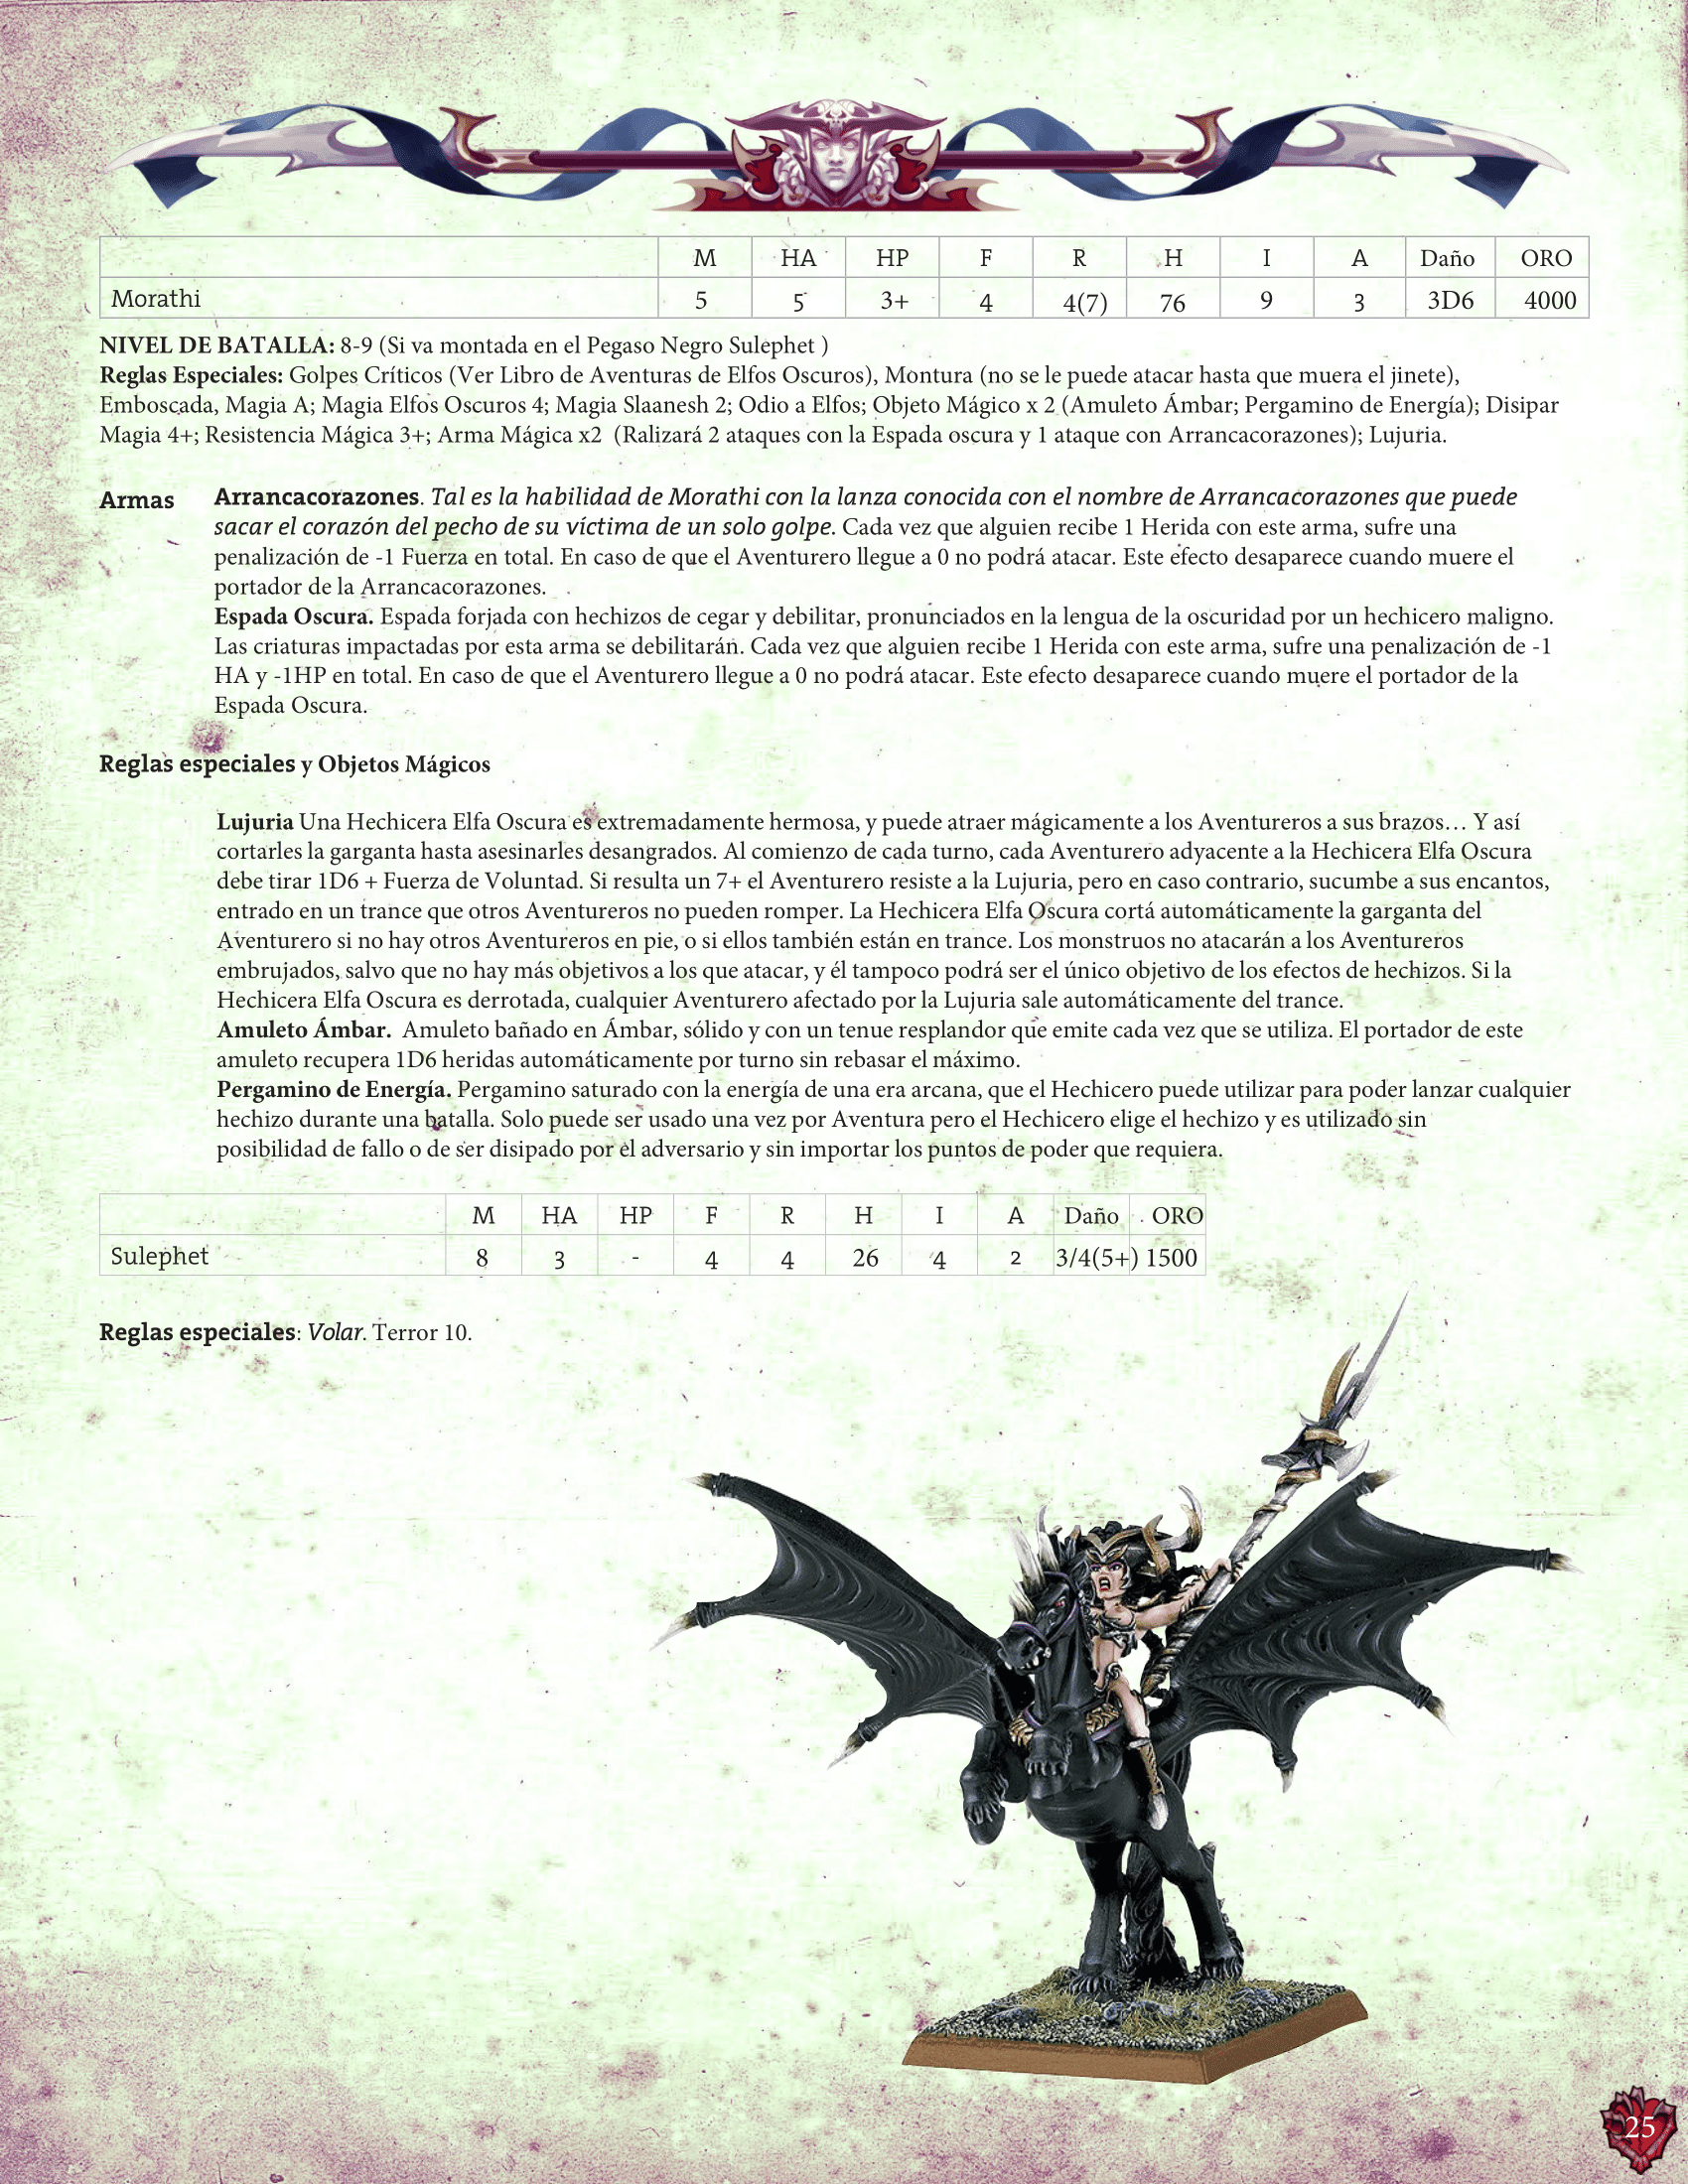 M HA HP F R H I A Daño ORO
Morathi 5 5 3+ 4 4(7) 76 9 3 3D6 4000
NIVEL DE BATALLA: 8-9 (Si va montada en el Pegaso Negro Sulephet )
Reglas Especiales: Golpes Críticos (Ver Libro de Aventuras de Elfos Oscuros), Montura (no se le puede atacar hasta que muera el jinete),
Emboscada, Magia A; Magia Elfos Oscuros 4; Magia Slaanesh 2; Odio a Elfos; Objeto Mágico x 2 (Amuleto Ámbar; Pergamino de Energía); Disipar
Magia 4+; Resistencia Mágica 3+; Arma Mágica x2 (Ralizará 2 ataques con la Espada oscura y 1 ataque con Arrancacorazones); Lujuria.
Armas Arrancacorazones. Tal es la habilidad de Morathi con la lanza conocida con el nombre de Arrancacorazones que puede
sacar el corazón del pecho de su víctima de un solo golpe. Cada vez que alguien recibe 1 Herida con este arma, sufre una
penalización de -1 Fuerza en total. En caso de que el Aventurero llegue a 0 no podrá atacar. Este efecto desaparece cuando muere el
portador de la Arrancacorazones.
Espada Oscura. Espada forjada con hechizos de cegar y debilitar, pronunciados en la lengua de la oscuridad por un hechicero maligno.
Las criaturas impactadas por esta arma se debilitarán. Cada vez que alguien recibe 1 Herida con este arma, sufre una penalización de -1
HA y -1HP en total. En caso de que el Aventurero llegue a 0 no podrá atacar. Este efecto desaparece cuando muere el portador de la
Espada Oscura.
Reglas especiales y Objetos Mágicos
Lujuria Una Hechicera Elfa Oscura es extremadamente hermosa, y puede atraer mágicamente a los Aventureros a sus brazos… Y así
cortarles la garganta hasta asesinarles desangrados. Al comienzo de cada turno, cada Aventurero adyacente a la Hechicera Elfa Oscura
debe tirar 1D6 + Fuerza de Voluntad. Si resulta un 7+ el Aventurero resiste a la Lujuria, pero en caso contrario, sucumbe a sus encantos,
entrado en un trance que otros Aventureros no pueden romper. La Hechicera Elfa Oscura cortá automáticamente la garganta del
Aventurero si no hay otros Aventureros en pie, o si ellos también están en trance. Los monstruos no atacarán a los Aventureros
embrujados, salvo que no hay más objetivos a los que atacar, y él tampoco podrá ser el único objetivo de los efectos de hechizos. Si la
Hechicera Elfa Oscura es derrotada, cualquier Aventurero afectado por la Lujuria sale automáticamente del trance.
Amuleto Ámbar. Amuleto bañado en Ámbar, sólido y con un tenue resplandor que emite cada vez que se utiliza. El portador de este
amuleto recupera 1D6 heridas automáticamente por turno sin rebasar el máximo.
Pergamino de Energía. Pergamino saturado con la energía de una era arcana, que el Hechicero puede utilizar para poder lanzar cualquier
hechizo durante una batalla. Solo puede ser usado una vez por Aventura pero el Hechicero elige el hechizo y es utilizado sin
posibilidad de fallo o de ser disipado por el adversario y sin importar los puntos de poder que requiera.
M HA HP F R H I A Daño ORO
Sulephet 8 3 - 4 4 26 4 2 3/4(5+) 1500
Reglas especiales: Volar. Terror 10.
25